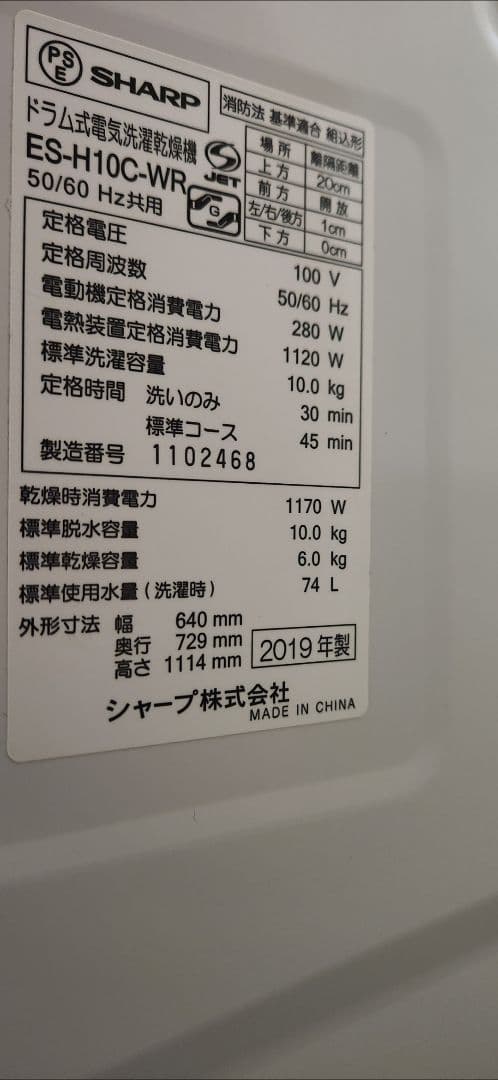 PSE SHARP
ドラム式電気洗濯乾燥機
ES-H10C-WR
50/60 Hz共用
JET
G
消防法 基準適合 組込形
場所 離隔距離
上方 20cm
前方 開放
左/右/後方 1cm
下方 0cm
定格電圧 100 V
定格周波数 50/60 Hz
電動機定格消費電力 280 W
電熱装置定格消費電力 1120 W
標準洗濯容量 10.0 kg
定格時間 洗いのみ 30 min
標準コース 45 min
製造番号 1102468
乾燥時消費電力 1170 W
標準脱水容量 10.0 kg
標準乾燥容量 6.0 kg
標準使用水量(洗濯時) 74 L
外形寸法 幅 640 mm
奥行 729 mm
高さ 1114 mm
2019年製
シャープ株式会社
MADE IN CHINA